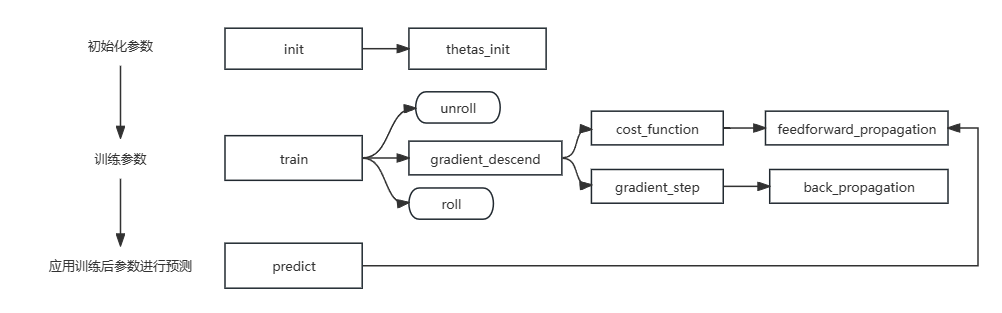 初始化参数
init
thetas_init
unroll
cost_function
feedforward_propagation
训练参数
train
gradient_descend
gradient_step
back_propagation
roll
应用训练后参数进行预测
predict